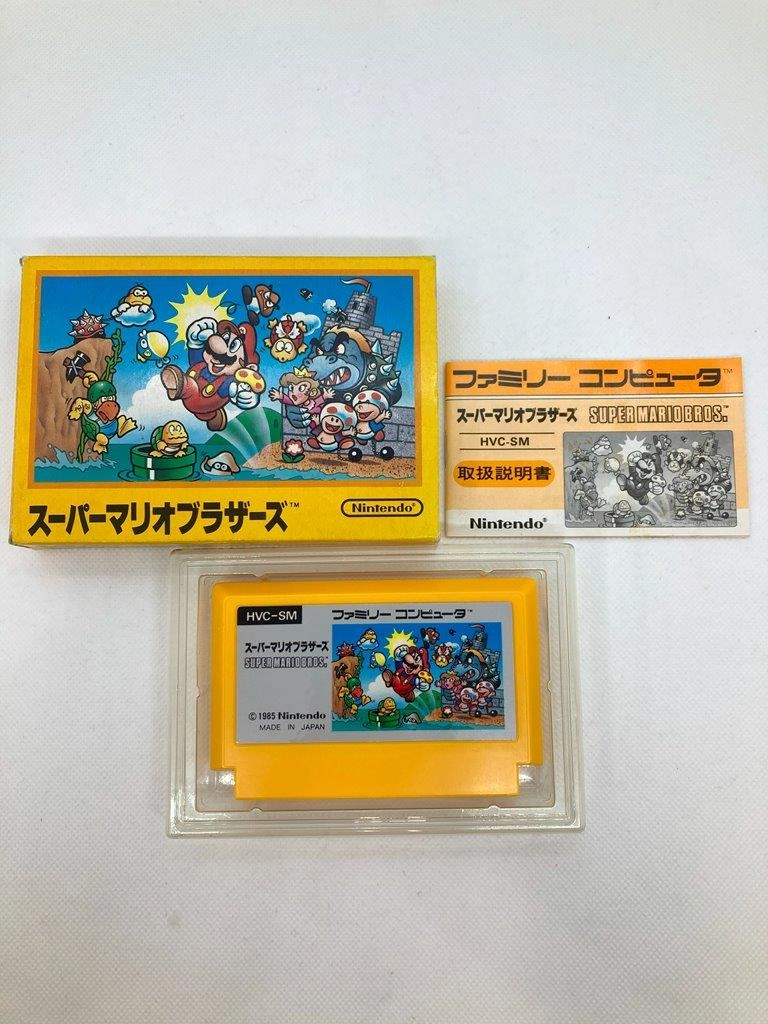 スーパーマリオブラザーズ™
Nintendo®
ファミリー コンピュータ™
スーパーマリオブラザーズ SUPER MARIO BROS.™
HVC-SM
取扱説明書
Nintendo®
HVC-SM
ファミリー コンピュータ™
スーパーマリオブラザーズ
SUPER MARIO BROS.™
©1985 Nintendo
MADE IN JAPAN